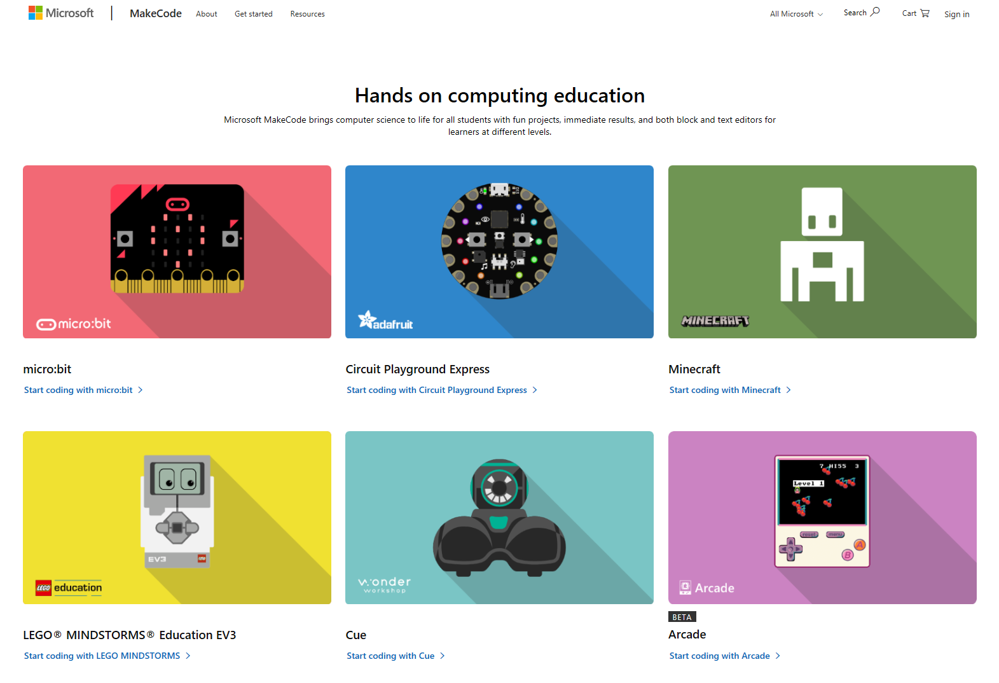 Microsoft MakeCode About Get started Resources All Microsoft Search Cart Sign in
Hands on computing education
Microsoft MakeCode brings computer science to life for all students with fun projects, immediate results, and both block and text editors for
learners at different levels.
micro:bit
adafruit
MINECRAFT
micro:bit
Circuit Playground Express
Minecraft
Start coding with micro:bit
Start coding with Circuit Playground Express
Start coding with Minecraft
EV3
LEGO
education
wonder
workshop
7 HISS 3
Level 1
reset menu
A
B
Arcade
BETA
LEGO® MINDSTORMS® Education EV3
Cue
Arcade
Start coding with LEGO MINDSTORMS
Start coding with Cue
Start coding with Arcade